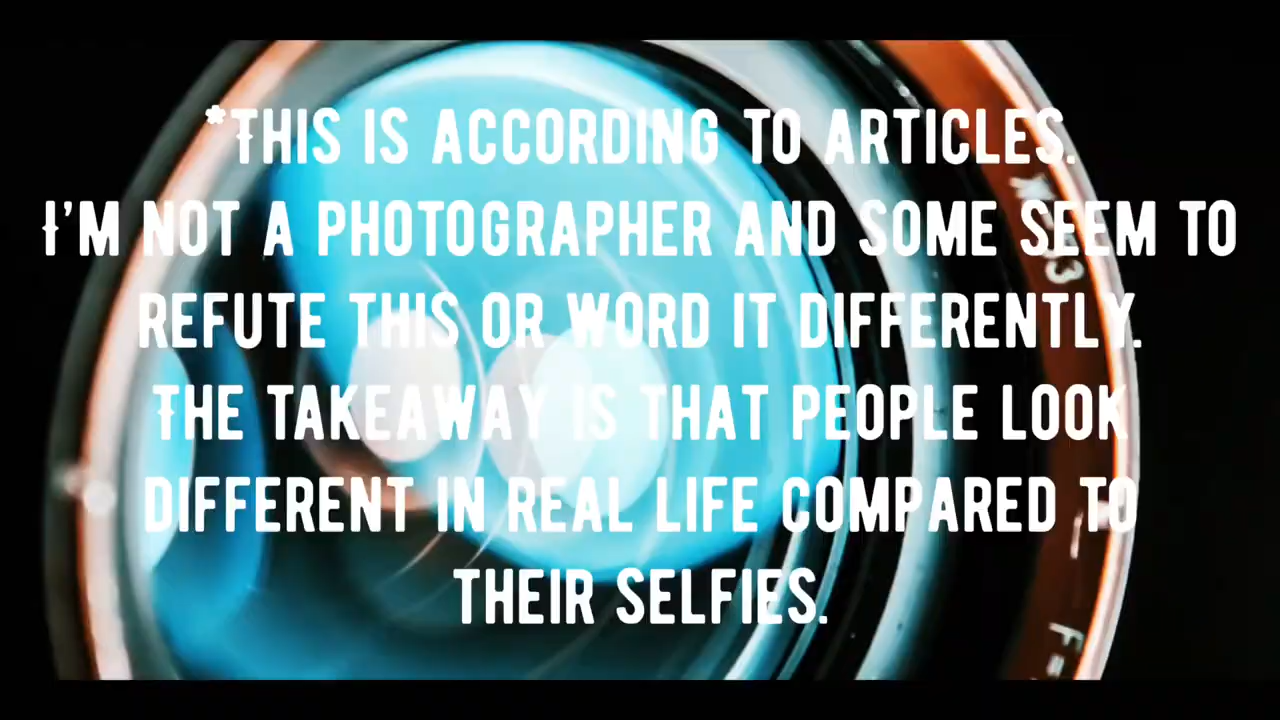 *THIS IS ACCORDING TO ARTICLES.
I'M NOT A PHOTOGRAPHER AND SOME SEEM TO
REFUTE THIS OR WORD IT DIFFERENTLY.
THE TAKEAWAY IS THAT PEOPLE LOOK
DIFFERENT IN REAL LIFE COMPARED TO
THEIR SELFIES.
F=